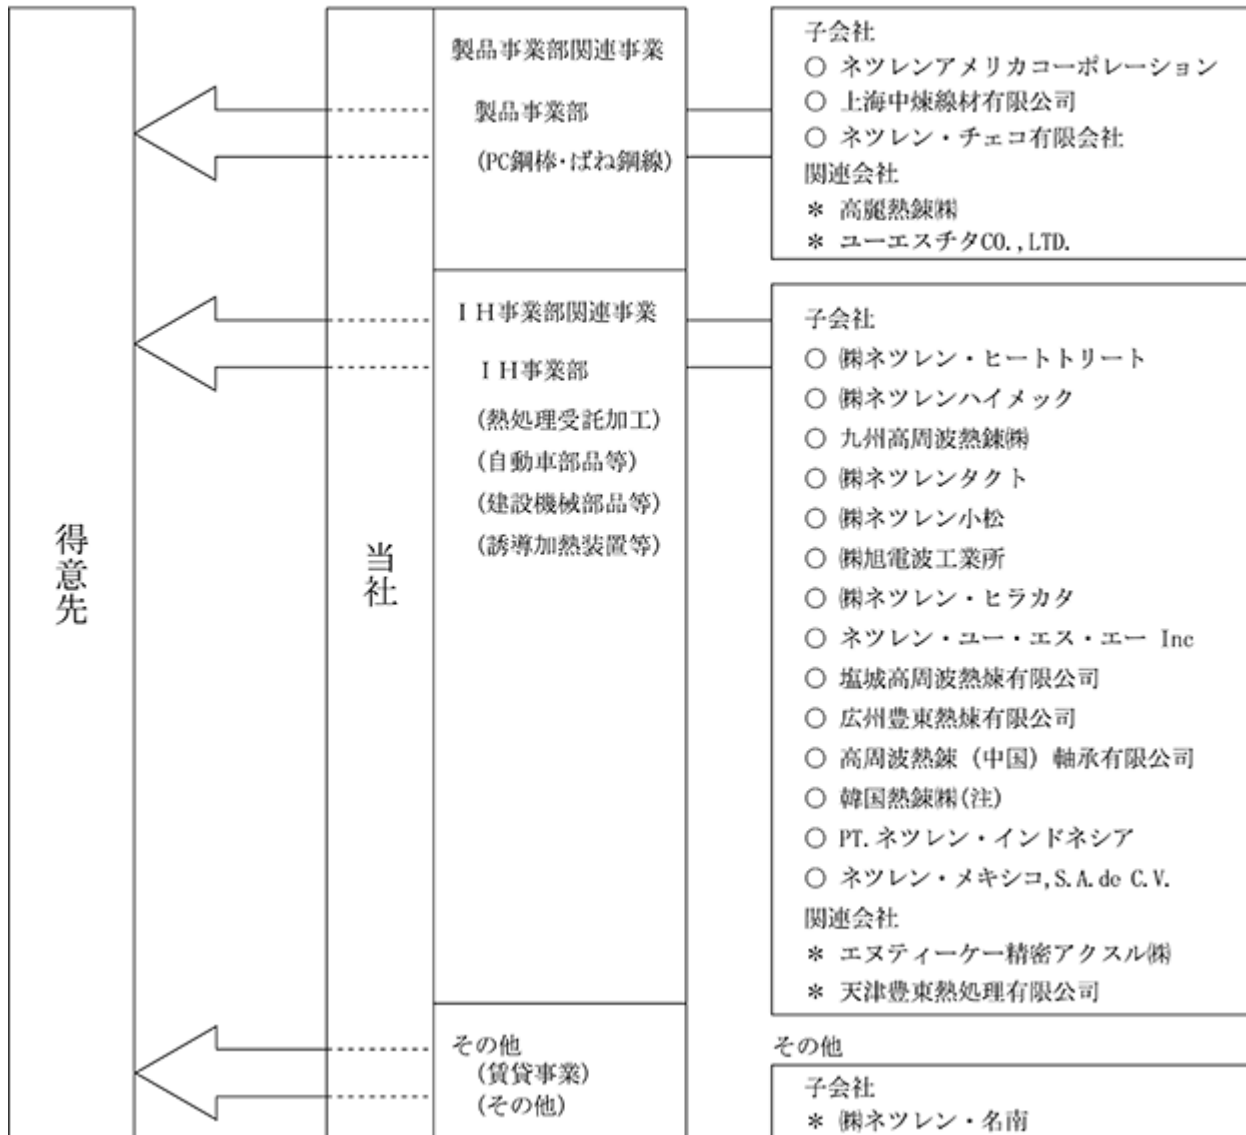 得意先
当社
製品事業部関連事業
製品事業部
(PC鋼棒・ばね鋼線)
子会社
○ ネツレンアメリカコーポレーション
○ 上海中煉線材有限公司
○ ネツレン・チェコ有限会社
関連会社
＊ 高麗熱錬㈱
＊ ユーエスチタCO.,LTD.
ＩＨ事業部関連事業
ＩＨ事業部
(熱処理受託加工)
(自動車部品等)
(建設機械部品等)
(誘導加熱装置等)
子会社
○ ㈱ネツレン・ヒートトリート
○ ㈱ネツレンハイメック
○ 九州高周波熱錬㈱
○ ㈱ネツレンタクト
○ ㈱ネツレン小松
○ ㈱旭電波工業所
○ ㈱ネツレン・ヒラカタ
○ ネツレン・ユー・エス・エー Inc
○ 塩城高周波熱煉有限公司
○ 広州豊東熱煉有限公司
○ 高周波熱錬（中国）軸承有限公司
○ 韓国熱錬㈱(注)
○ PT.ネツレン・インドネシア
○ ネツレン・メキシコ,S.A.de C.V.
関連会社
＊ エヌティーケー精密アクスル㈱
＊ 天津豊東熱処理有限公司
その他
(賃貸事業)
(その他)
その他
子会社
＊ ㈱ネツレン・名南